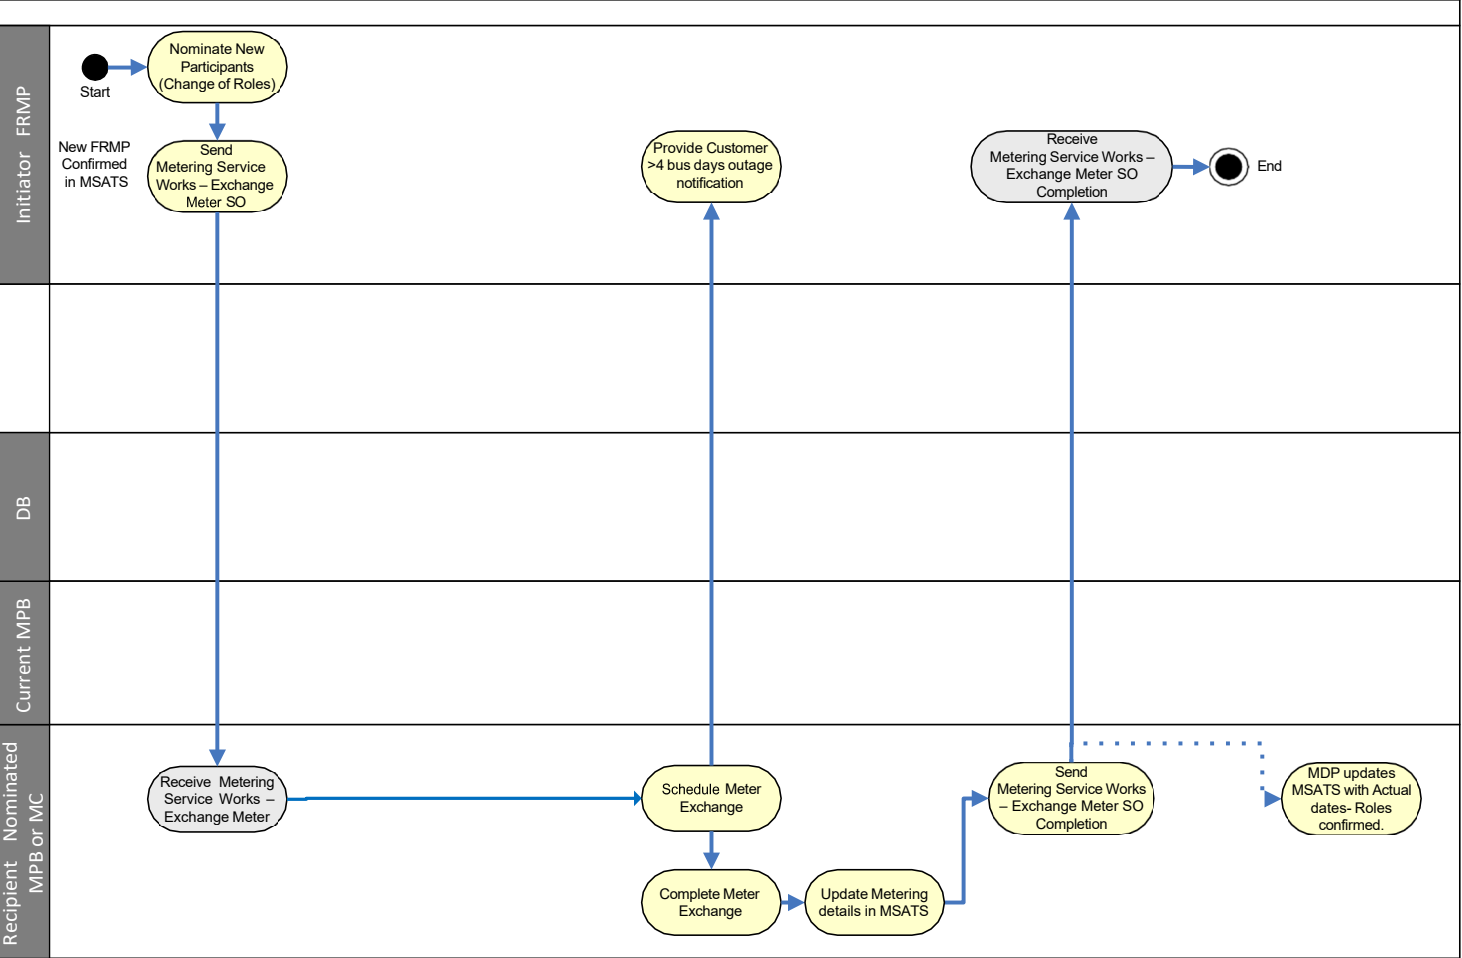 Initiator FRMP
Start
Nominate New
Participants
(Change of Roles)
New FRMP
Confirmed
in MSATS
Send
Metering Service
Works – Exchange
Meter SO
Provide Customer
>4 bus days outage
notification
Receive
Metering Service Works –
Exchange Meter SO
Completion
End
DB
Current MPB
Recipient Nominated
MPB or MC
Receive Metering
Service Works –
Exchange Meter
Schedule Meter
Exchange
Send
Metering Service Works
– Exchange Meter SO
Completion
MDP updates
MSATS with Actual
dates- Roles
confirmed.
Complete Meter
Exchange
Update Metering
details in MSATS